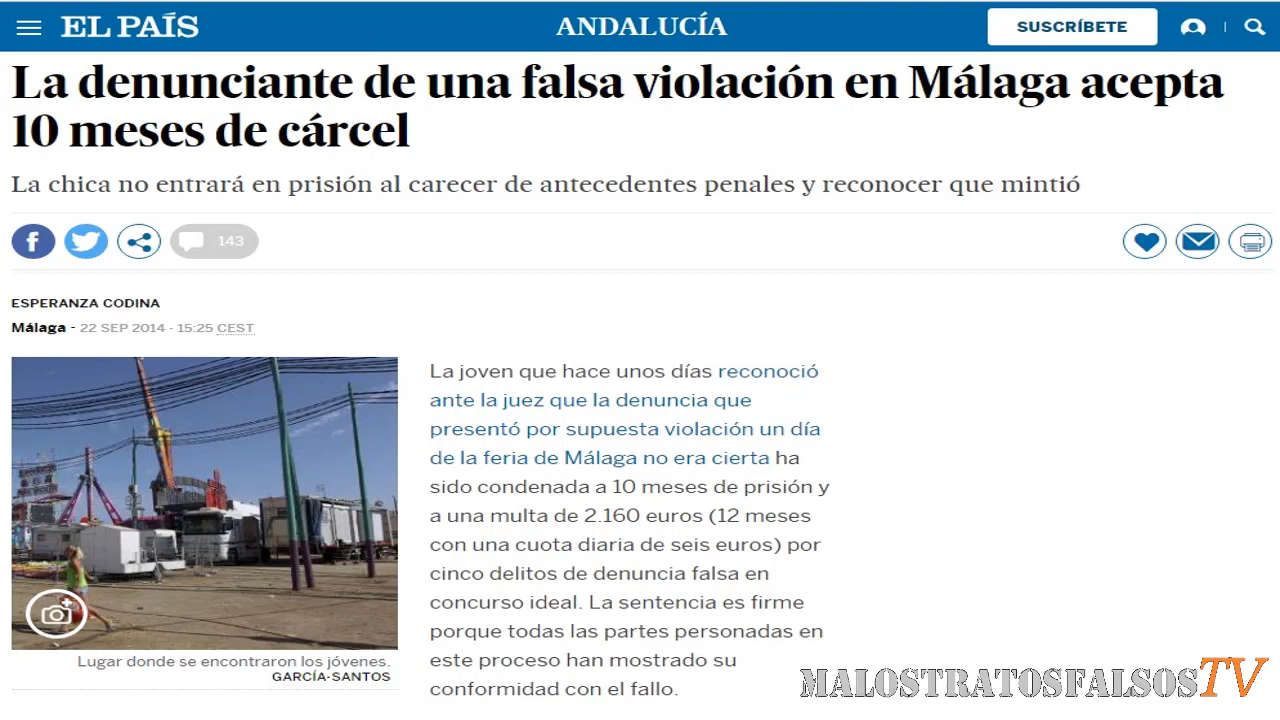 EL PAÍS
ANDALUCÍA
SUSCRÍBETE
La denunciante de una falsa violación en Málaga acepta
10 meses de cárcel
La chica no entrará en prisión al carecer de antecedentes penales y reconocer que mintió
143
ESPERANZA CODINA
Málaga - 22 SEP 2014 - 15:25 CEST
La joven que hace unos días reconoció
ante la juez que la denuncia que
presentó por supuesta violación un día
de la feria de Málaga no era cierta ha
sido condenada a 10 meses de prisión y
a una multa de 2.160 euros (12 meses
con una cuota diaria de seis euros) por
cinco delitos de denuncia falsa en
concurso ideal. La sentencia es firme
porque todas las partes personadas en
este proceso han mostrado su
conformidad con el fallo.
Lugar donde se encontraron los jóvenes.
GARCÍA-SANTOS
MALOSTRATOSFALSOSTV